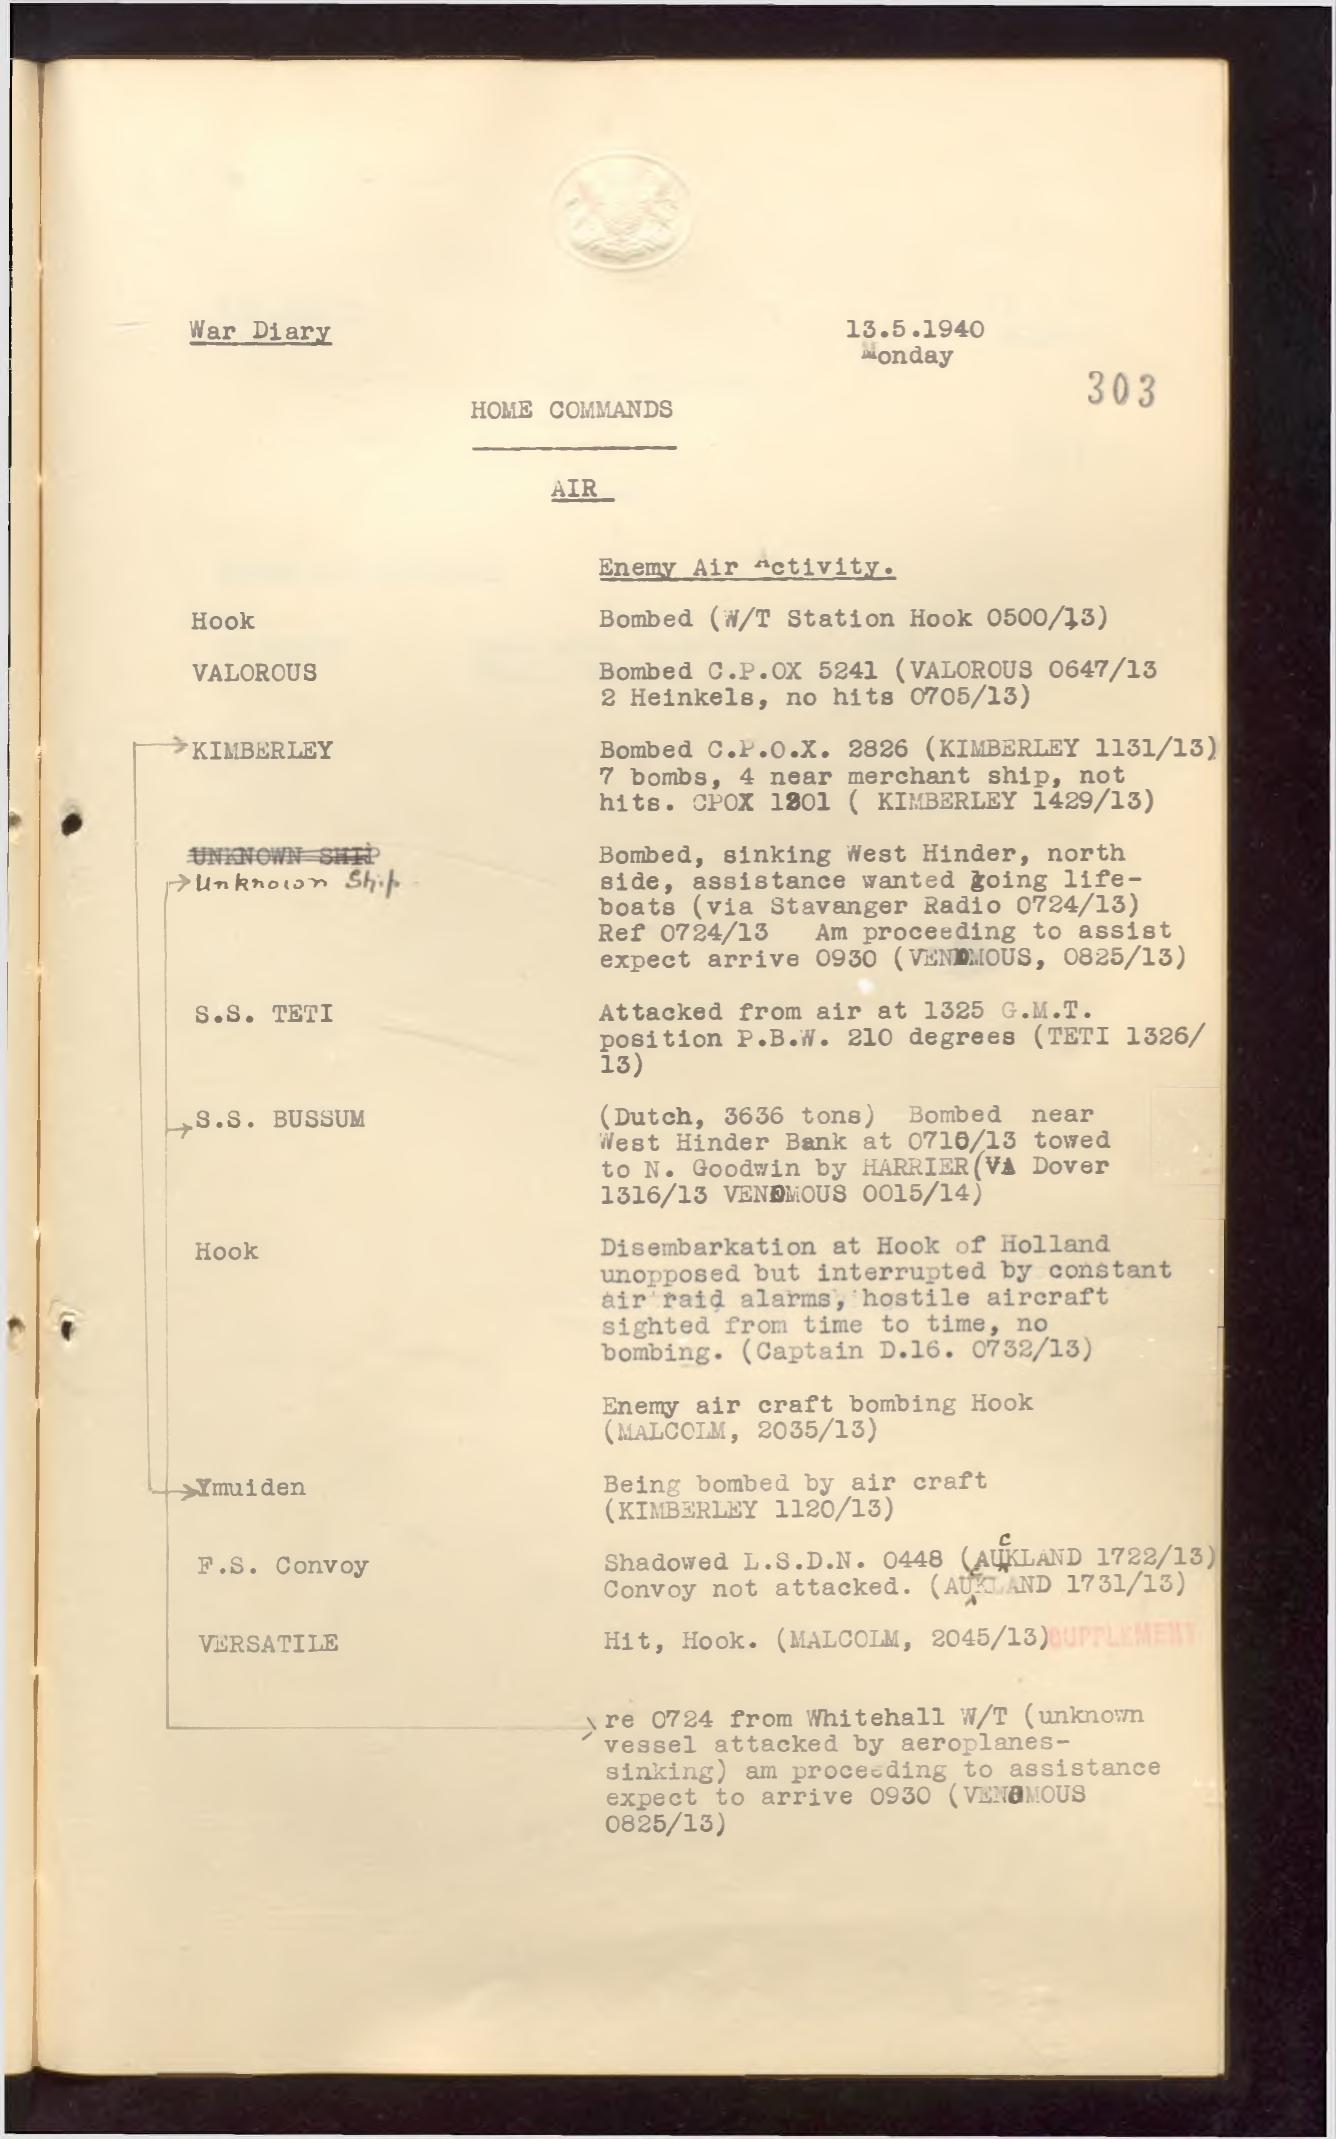 War Diary
13.5.1940
Monday
303
HOME COMMANDS
AIR
Enemy Air Activity.
Hook
Bombed (W/T Station Hook 0500/13)
VALOROUS
Bombed C.P.OX 5241 (VALOROUS 0647/13
2 Heinkels, no hits 0705/13)
KIMBERLEY
Bombed C.P.O.X. 2826 (KIMBERLEY 1131/13)
7 bombs, 4 near merchant ship, not
hits. CPOX 1201 ( KIMBERLEY 1429/13)
UNKNOWN SHIP
Unknown Ship
Bombed, sinking West Hinder, north
side, assistance wanted going life-
boats (via Stavanger Radio 0724/13)
Ref 0724/13 Am proceeding to assist
expect arrive 0930 (VENOMOUS, 0825/13)
S.S. TETI
Attacked from air at 1325 G.M.T.
position P.B.W. 210 degrees (TETI 1326/
13)
S.S. BUSSUM
(Dutch, 3636 tons) Bombed near
West Hinder Bank at 0710/13 towed
to N. Goodwin by HARRIER(VA Dover
1316/13 VENOMOUS 0015/14)
Hook
Disembarkation at Hook of Holland
unopposed but interrupted by constant
air raid alarms, hostile aircraft
sighted from time to time, no
bombing. (Captain D.16. 0732/13)
Enemy air craft bombing Hook
(MALCOLM, 2035/13)
Ymuiden
Being bombed by air craft
(KIMBERLEY 1120/13)
F.S. Convoy
Shadowed L.S.D.N. 0448 (AUCKLAND 1722/13)
Convoy not attacked. (AUCKLAND 1731/13)
VERSATILE
Hit, Hook. (MALCOLM, 2045/13)
SUPPLEMENT
re 0724 from Whitehall W/T (unknown
vessel attacked by aeroplanes-
sinking) am proceeding to assistance
expect to arrive 0930 (VENOMOUS
0825/13)